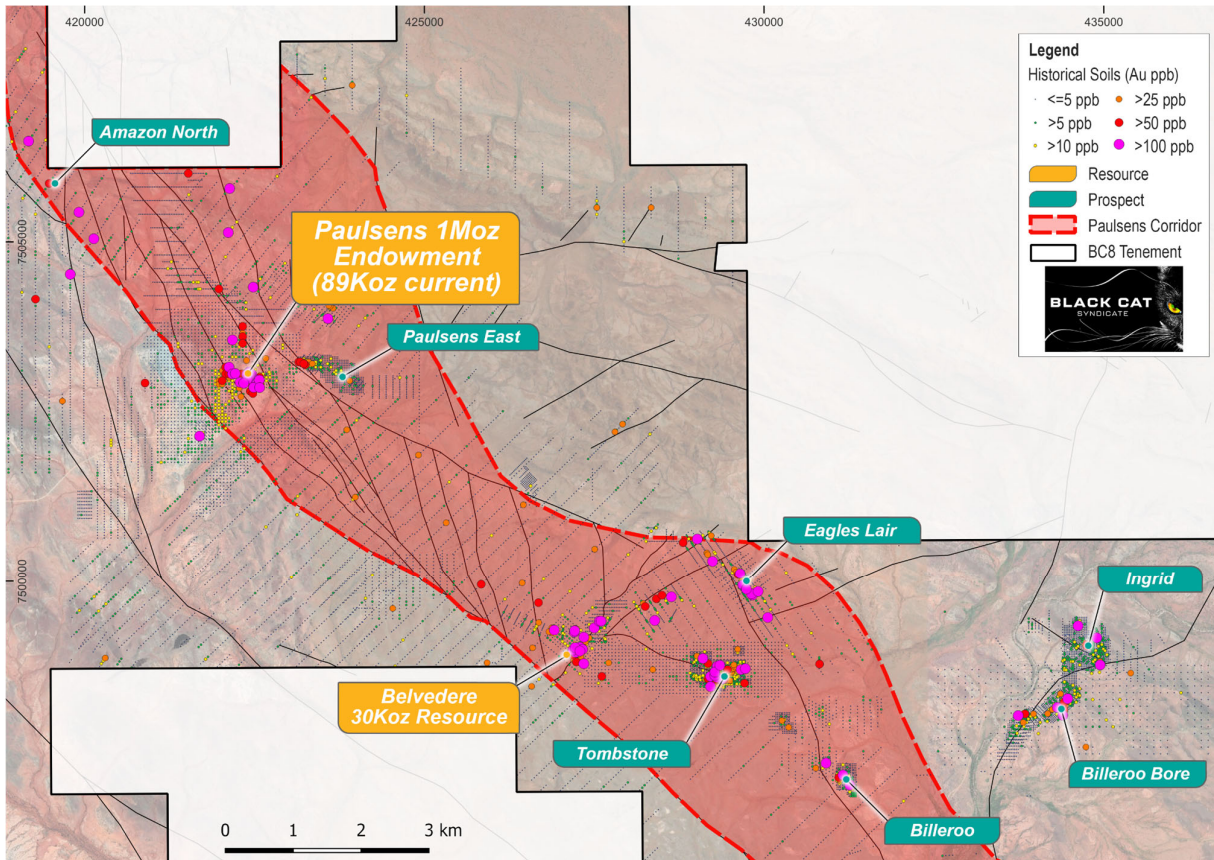 420000
425000
430000
435000
7505000
7500000
Legend
Historical Soils (Au ppb)
<=5 ppb
>25 ppb
>5 ppb
>50 ppb
>10 ppb
>100 ppb
Resource
Prospect
Paulsens Corridor
BC8 Tenement
BLACK CAT
SYNDICATE
Amazon North
Paulsens 1Moz
Endowment
(89Koz current)
Paulsens East
Eagles Lair
Ingrid
Belvedere
30Koz Resource
Tombstone
Billeroo Bore
Billeroo
0
1
2
3 km